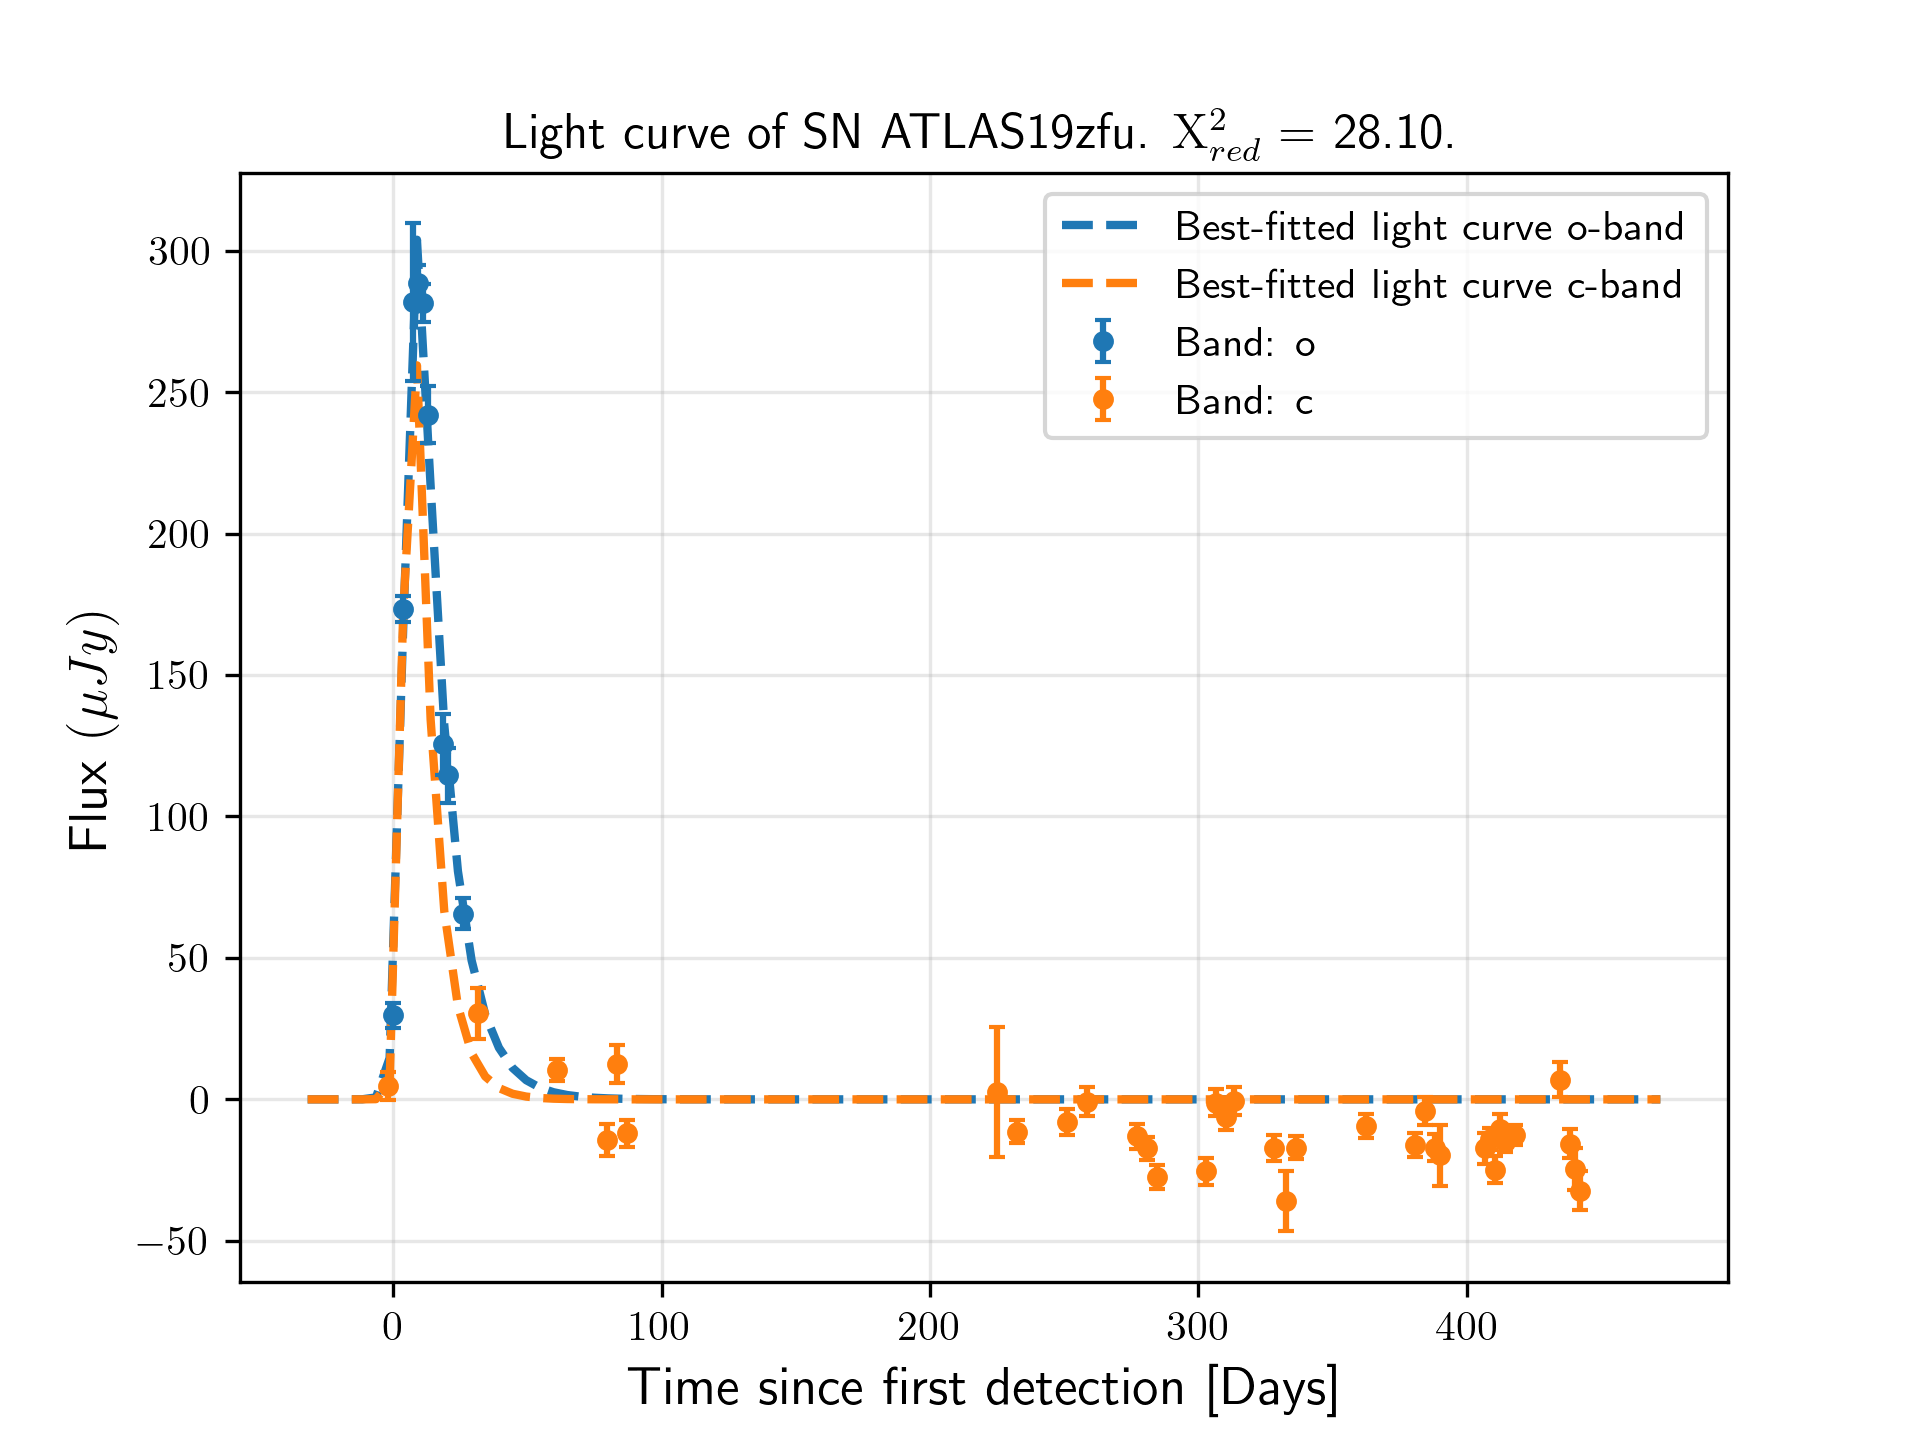 Light curve of SN ATLAS19zfu. X²_red = 28.10.
Best-fitted light curve o-band
Best-fitted light curve c-band
Band: o
Band: c
300
250
200
150
100
50
0
−50
Flux (μJy)
0 100 200 300 400
Time since first detection [Days]